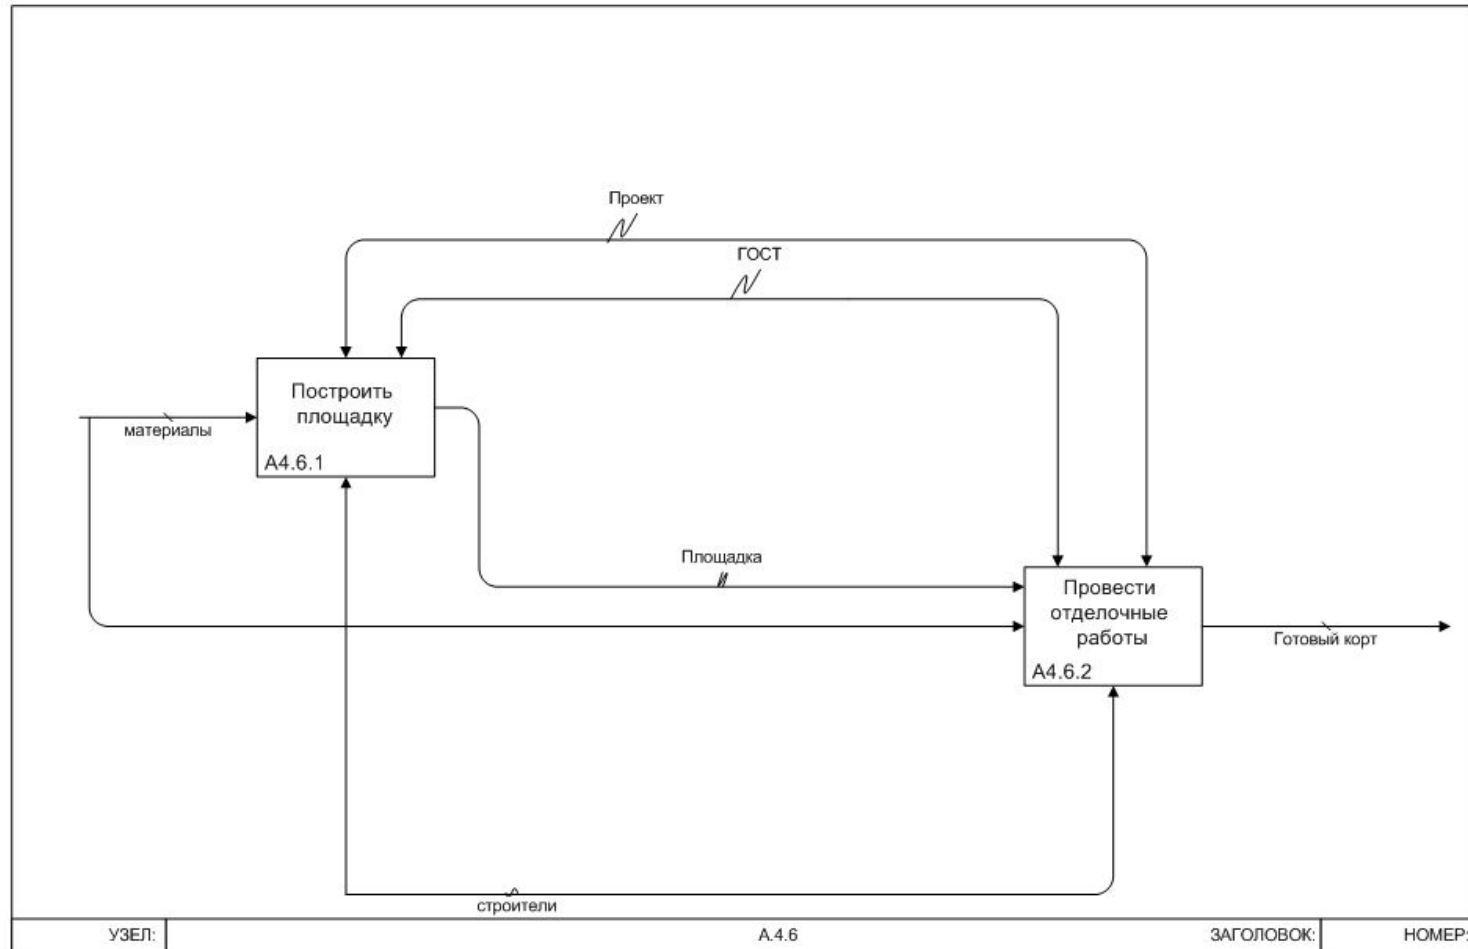 Проект
ГОСТ
Построить
площадку
А4.6.1
материалы
Площадка
Провести
отделочные
работы
А4.6.2
Готовый корт
строители
УЗЕЛ:
А.4.6
ЗАГОЛОВОК:
НОМЕР: